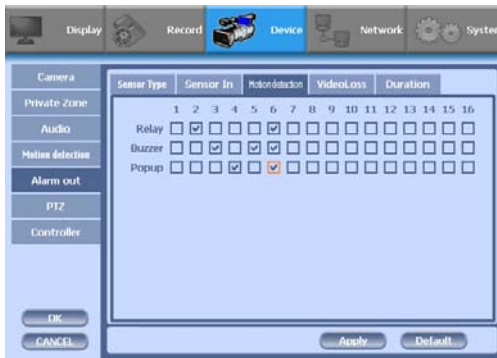 Display Record Device Network Syste
Camera
Private Zone
Audio
Motion detection
Alarm out
PTZ
Controller
OK
CANCEL
Sensor Type Sensor In Motion detection VideoLoss Duration
1 2 3 4 5 6 7 8 9 10 11 12 13 14 15 16
Relay
Buzzer
Popup
Apply Default